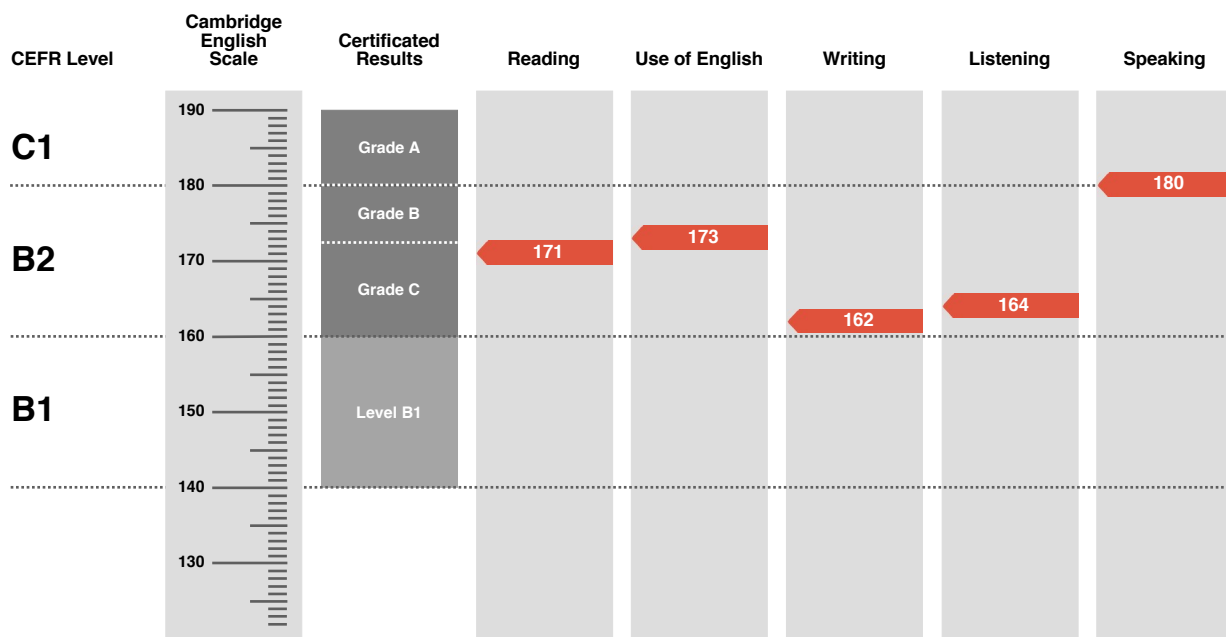 CEFR Level
Cambridge
English
Scale
Certificated
Results
Reading
Use of English
Writing
Listening
Speaking
190
C1
Grade A
180
180
Grade B
173
B2
170
171
Grade C
164
162
160
B1
150
Level B1
140
130